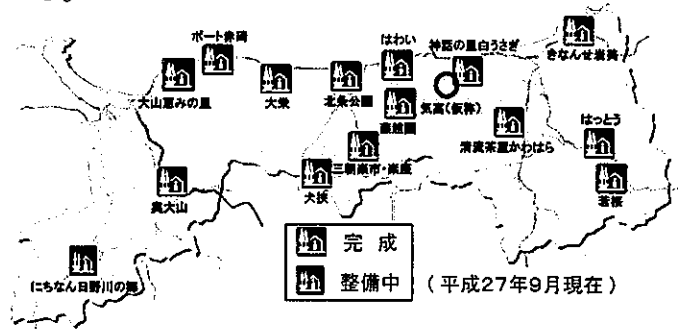 ポート赤碕
はわい
神話の里白うさぎ
きなんせ岩美
大山恵みの里
大栄
北条公園
燕趙園
気高(仮称)
清流茶屋かわはら
はっとう
三朝楽市・楽座
奥大山
犬挟
若桜
にちなん日野川の郷
完成
整備中
(平成27年9月現在)